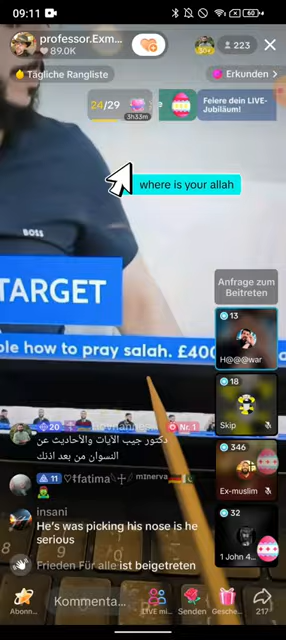 09:11
60
professor.Exm...
89.0K
223
Tägliche Rangliste
Erkunden >
24/29
3h33m
Feiere dein LIVE-
Jubiläum!
where is your allah
BOSS
TARGET
ble how to pray salah. £400
Anfrage zum
Beitreten
13
H@@@war
18
Skip
346
Ex-muslim
32
1 John 4...
20
Nr. 1
دكتور جيب الآيات والأحاديث عن
النسوان من بعد اذنك
11 ♡☦fatima
insani
He's was picking his nose is he
serious
Frieden Für alle ist beigetreten
Abonn...
Kommenta...
LIVE mi...
Senden
Gesche...
217